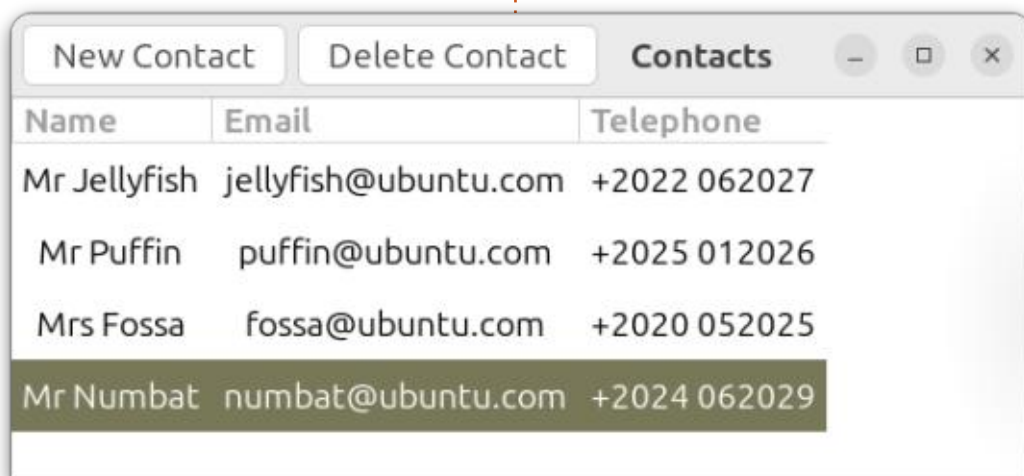 New Contact Delete Contact Contacts
Name Email Telephone
Mr Jellyfish jellyfish@ubuntu.com +2022 062027
Mr Puffin puffin@ubuntu.com +2025 012026
Mrs Fossa fossa@ubuntu.com +2020 052025
Mr Numbat numbat@ubuntu.com +2024 062029